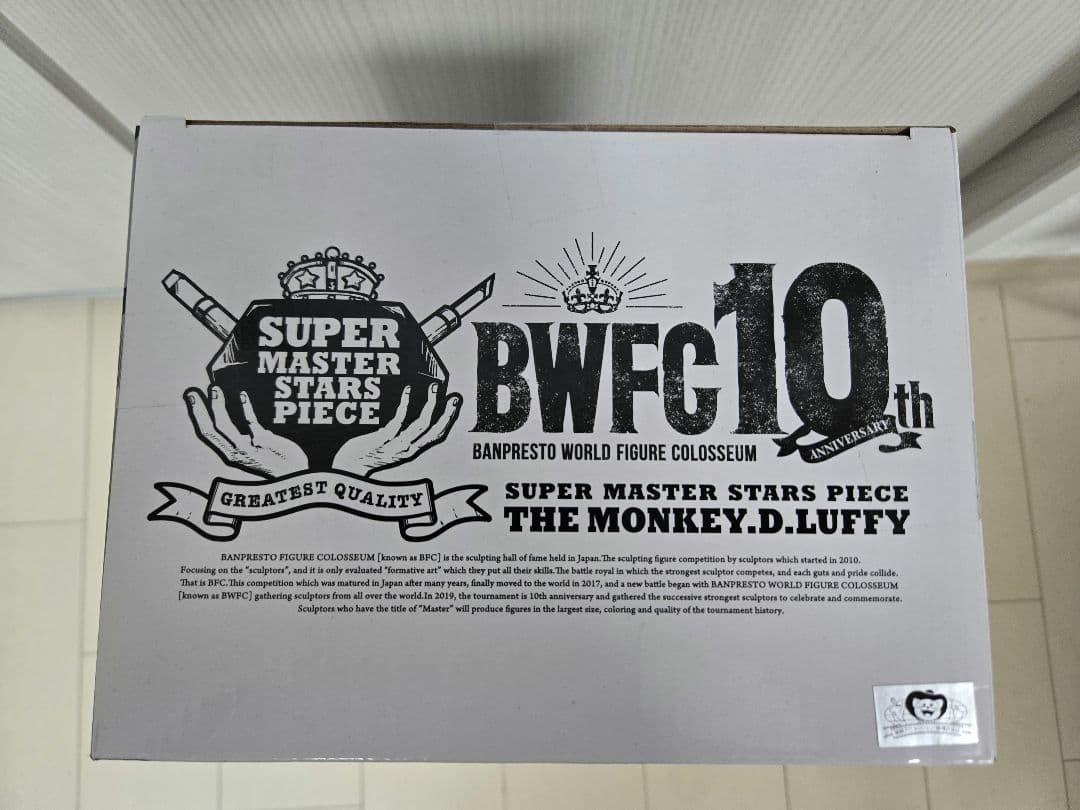 SUPER
MASTER
STARS
PIECE
GREATEST QUALITY
BWFC 10th
ANNIVERSARY
BANPRESTO WORLD FIGURE COLOSSEUM
SUPER MASTER STARS PIECE
THE MONKEY.D.LUFFY
BANPRESTO FIGURE COLOSSEUM [known as BFC] is the sculpting hall of fame held in Japan.The sculpting figure competition by sculptors which started in 2010.
Focusing on the "sculptors", and it is only evaluated "formative art" which they put all their skills.The battle royal in which the strongest sculptor competes, and each guts and pride collide.
That is BFC.This competition which was matured in Japan after many years, finally moved to the world in 2017, and a new battle began with BANPRESTO WORLD FIGURE COLOSSEUM
[known as BWFC] gathering sculptors from all over the world.In 2019, the tournament is 10th anniversary and gathered the successive strongest sculptors to celebrate and commemorate.
Sculptors who have the title of "Master" will produce figures in the largest size, coloring and quality of the tournament history.